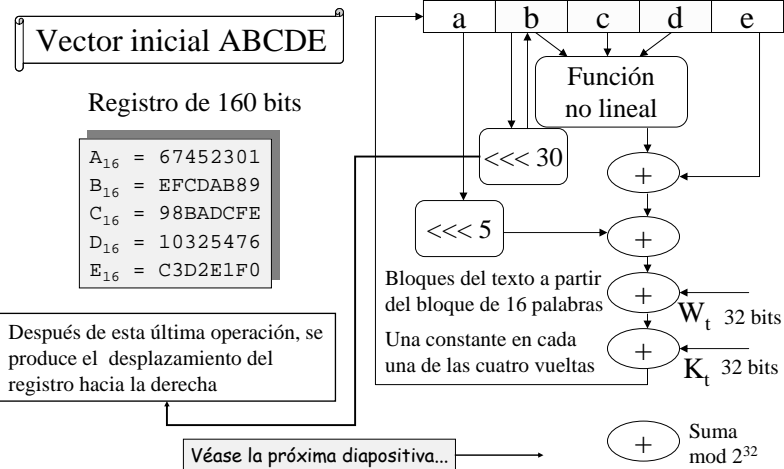 Vector inicial ABCDE
Registro de 160 bits
A16 = 67452301
B16 = EFCDAB89
C16 = 98BADCFE
D16 = 10325476
E16 = C3D2E1F0
a b c d e
Función
no lineal
<<< 30
+
<<< 5
+
Bloques del texto a partir
del bloque de 16 palabras
+
Wt 32 bits
Una constante en cada
una de las cuatro vueltas
+
Kt 32 bits
Después de esta última operación, se
produce el desplazamiento del
registro hacia la derecha
Véase la próxima diapositiva...
+
Suma
mod 2^32